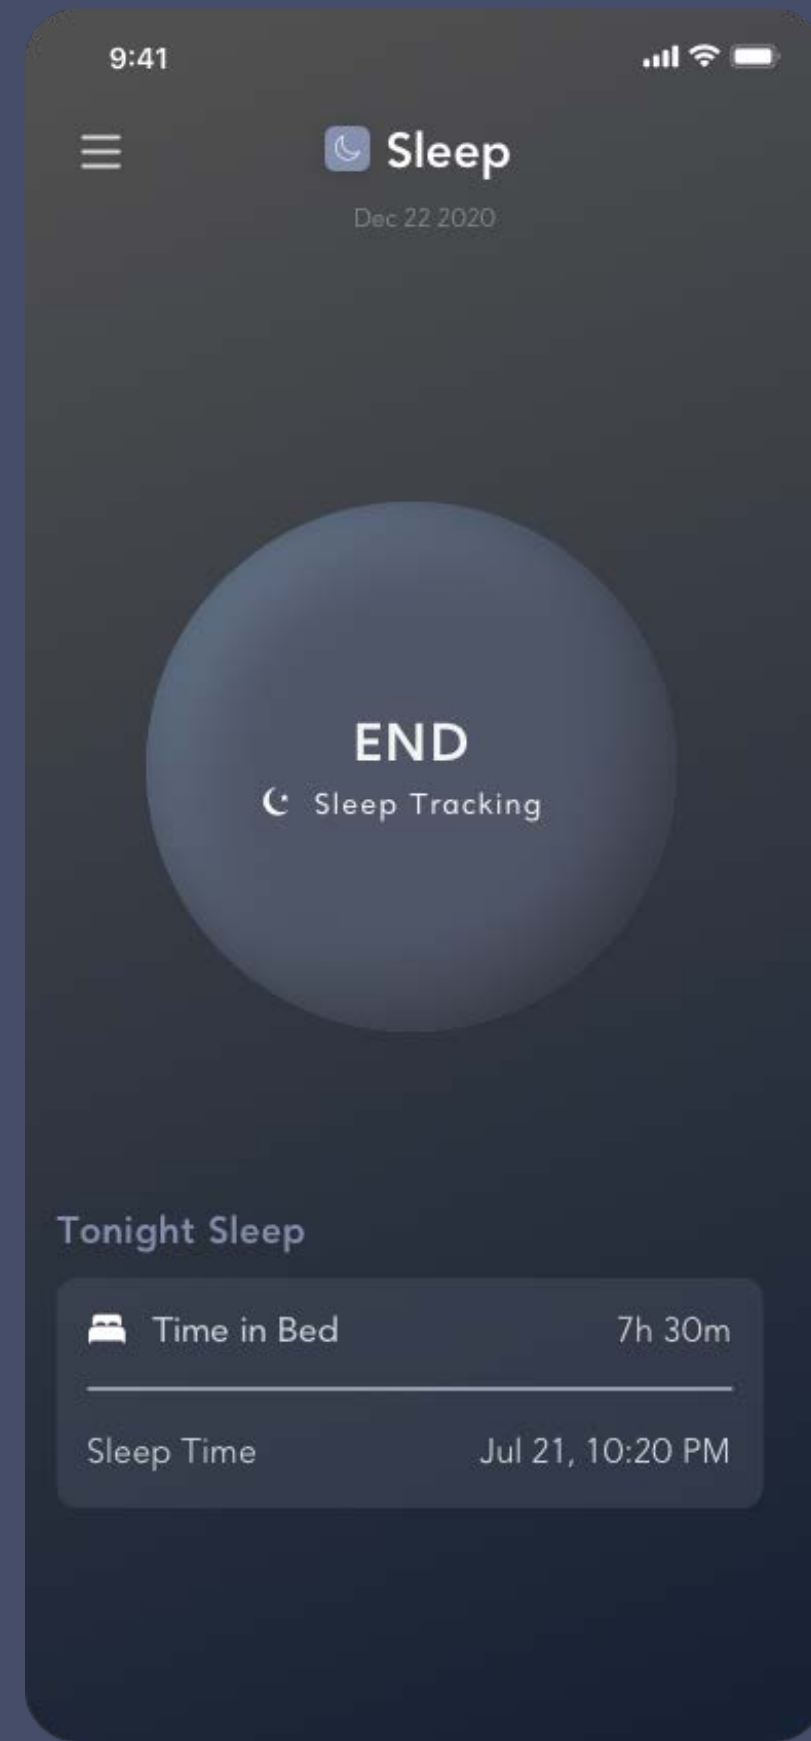 9:41
Sleep
Dec 22 2020
END
Sleep Tracking
Tonight Sleep
Time in Bed 7h 30m
Sleep Time Jul 21, 10:20 PM